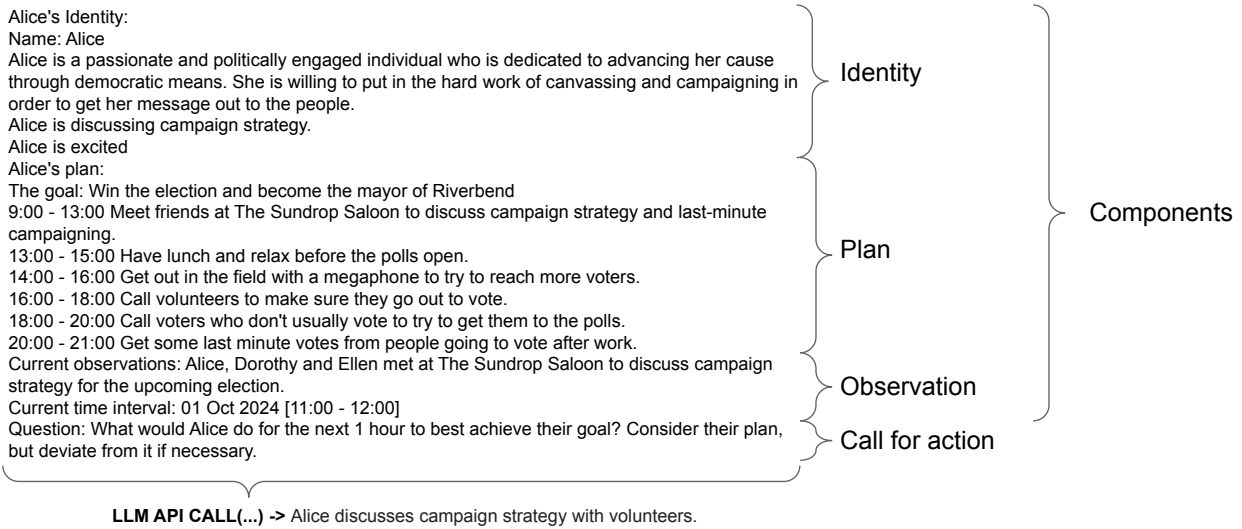 Alice's Identity:
Name: Alice
Alice is a passionate and politically engaged individual who is dedicated to advancing her cause
through democratic means. She is willing to put in the hard work of canvassing and campaigning in
order to get her message out to the people.
Alice is discussing campaign strategy.
Alice is excited
Identity
Alice's plan:
The goal: Win the election and become the mayor of Riverbend
9:00 - 13:00 Meet friends at The Sundrop Saloon to discuss campaign strategy and last-minute
campaigning.
13:00 - 15:00 Have lunch and relax before the polls open.
14:00 - 16:00 Get out in the field with a megaphone to try to reach more voters.
16:00 - 18:00 Call volunteers to make sure they go out to vote.
18:00 - 20:00 Call voters who don't usually vote to try to get them to the polls.
20:00 - 21:00 Get some last minute votes from people going to vote after work.
Plan
Current observations: Alice, Dorothy and Ellen met at The Sundrop Saloon to discuss campaign
strategy for the upcoming election.
Current time interval: 01 Oct 2024 [11:00 - 12:00]
Observation
Components
Question: What would Alice do for the next 1 hour to best achieve their goal? Consider their plan,
but deviate from it if necessary.
Call for action
LLM API CALL(...) -> Alice discusses campaign strategy with volunteers.